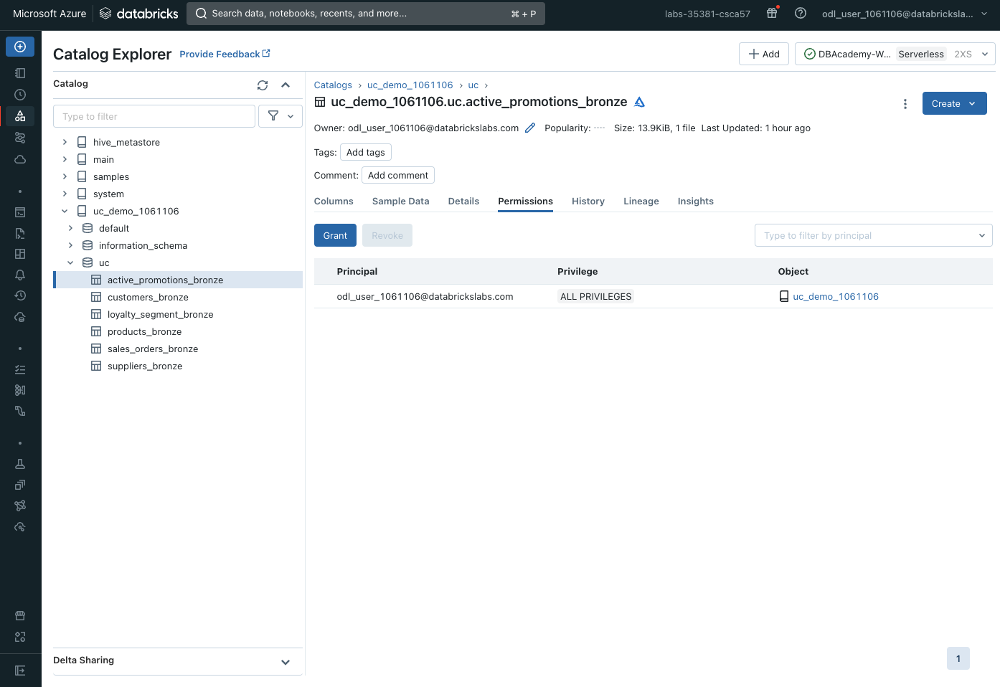 Microsoft Azure databricks Search data, notebooks, recents, and more... ⌘ + P labs-35381-csca57 odl_user_1061106@databricksla...
Catalog Explorer Provide Feedback Add DBAcademy-W... Serverless 2XS
Catalog
Type to filter
hive_metastore
main
samples
system
uc_demo_1061106
default
information_schema
uc
active_promotions_bronze
customers_bronze
loyalty_segment_bronze
products_bronze
sales_orders_bronze
suppliers_bronze
Delta Sharing
Catalogs › uc_demo_1061106 › uc ›
uc_demo_1061106.uc.active_promotions_bronze Create
Owner: odl_user_1061106@databrickslabs.com Popularity: Size: 13.9KiB, 1 file Last Updated: 1 hour ago
Tags: Add tags
Comment: Add comment
Columns Sample Data Details Permissions History Lineage Insights
Grant Revoke Type to filter by principal
Principal Privilege Object
odl_user_1061106@databrickslabs.com ALL PRIVILEGES uc_demo_1061106
1